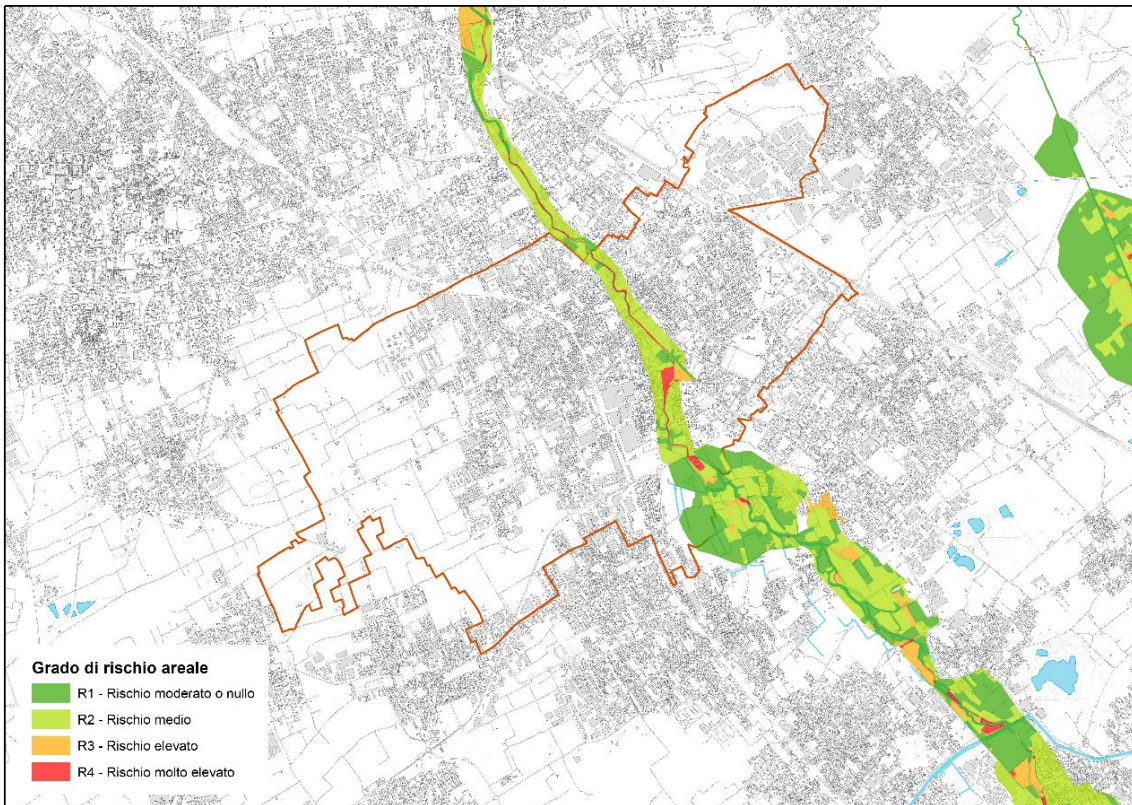 Grado di rischio areale
R1 - Rischio moderato o nullo
R2 - Rischio medio
R3 - Rischio elevato
R4 - Rischio molto elevato